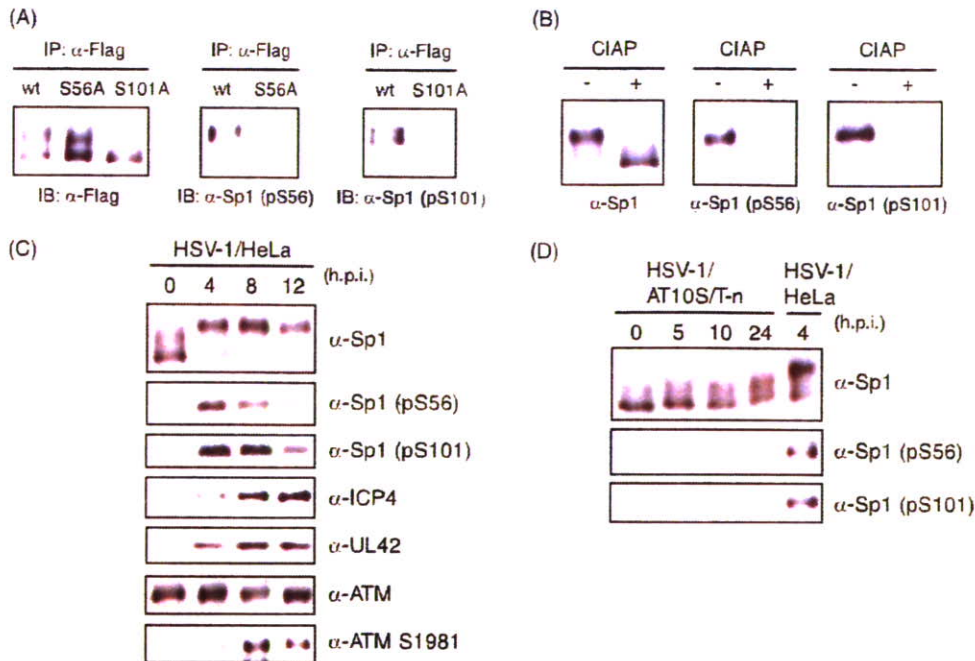 (A)
IP: α-Flag
wt S56A S101A
IB: α-Flag
IP: α-Flag
wt S56A
IB: α-Sp1 (pS56)
IP: α-Flag
wt S101A
IB: α-Sp1 (pS101)
(B)
CIAP
- +
α-Sp1
CIAP
- +
α-Sp1 (pS56)
CIAP
- +
α-Sp1 (pS101)
(C)
HSV-1/HeLa
0 4 8 12 (h.p.i.)
α-Sp1
α-Sp1 (pS56)
α-Sp1 (pS101)
α-ICP4
α-UL42
α-ATM
α-ATM S1981
(D)
HSV-1/
AT10S/T-n
HSV-1/
HeLa
0 5 10 24 4 (h.p.i.)
α-Sp1
α-Sp1 (pS56)
α-Sp1 (pS101)